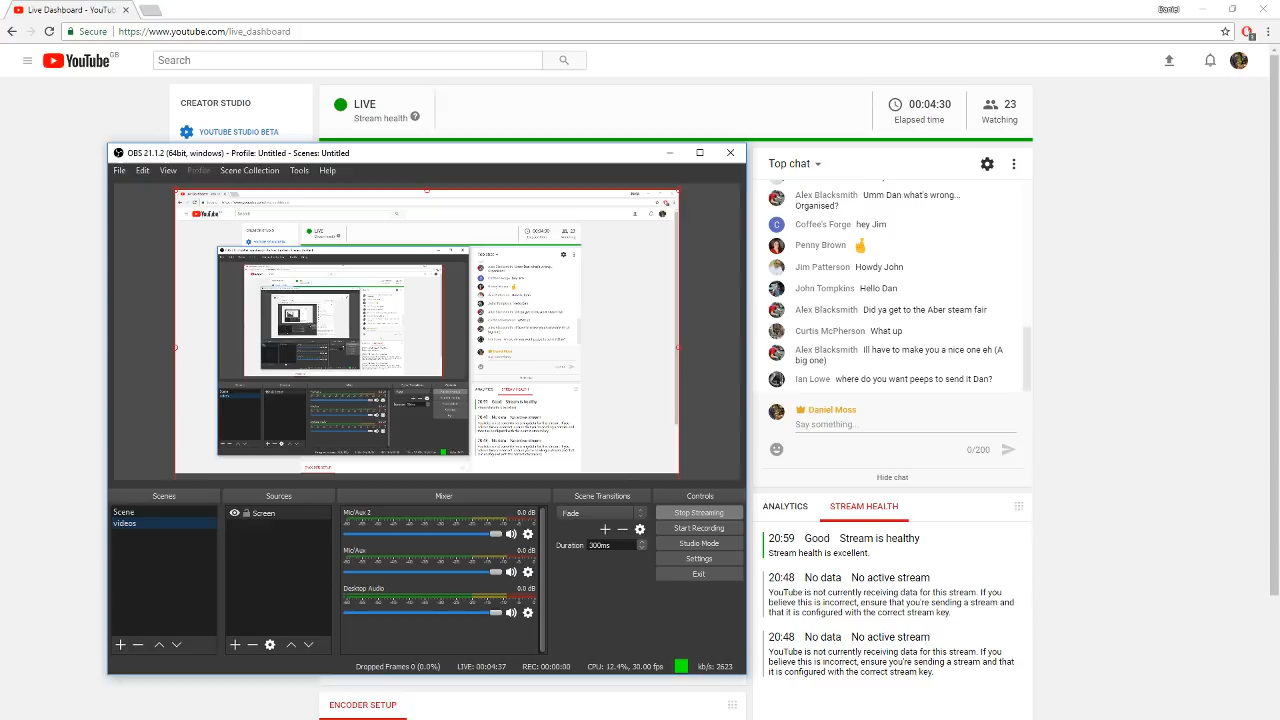 Live Dashboard - YouTub
Daniel
Secure https://www.youtube.com/live_dashboard
YouTube GB
Search
CREATOR STUDIO
YOUTUBE STUDIO BETA
LIVE
Stream health
00:04:30
Elapsed time
23
Watching
OBS 21.1.2 (64bit, windows) - Profile: Untitled - Scenes: Untitled
File Edit View Profile Scene Collection Tools Help
Scenes
Scene
videos
Sources
Screen
Mixer
Mic/Aux 2 0.0 dB
Mic/Aux 0.0 dB
Desktop Audio 0.0 dB
Scene Transitions
Fade
Duration 300ms
Controls
Stop Streaming
Start Recording
Studio Mode
Settings
Exit
Dropped Frames 0 (0.0%) LIVE: 00:04:37 REC: 00:00:00 CPU: 12.4%, 30.00 fps kb/s: 2623
Top chat
Alex Blacksmith Umm Dan what's wrong...
Organised?
Coffee's Forge hey Jim
Penny Brown
Jim Patterson Howdy John
John Tompkins Hello Dan
Alex Blacksmith Did ya get to the Aber steam fair
Curtis McPherson What up
Alex Blacksmith Ill have to make you a nice one et: (A
big one)
Ian Lowe where do you want peeps to send it Dan?
Daniel Moss
Say something...
0/200
Hide chat
ANALYTICS STREAM HEALTH
20:59 Good Stream is healthy
Stream health is excellent.
20:48 No data No active stream
YouTube is not currently receiving data for this stream. If you
believe this is incorrect, ensure that you're sending a stream and
that it is configured with the correct stream key.
20:48 No data No active stream
YouTube is not currently receiving data for this stream. If you
believe this is incorrect, ensure you're sending a stream and that
it is configured with the correct stream key.
ENCODER SETUP